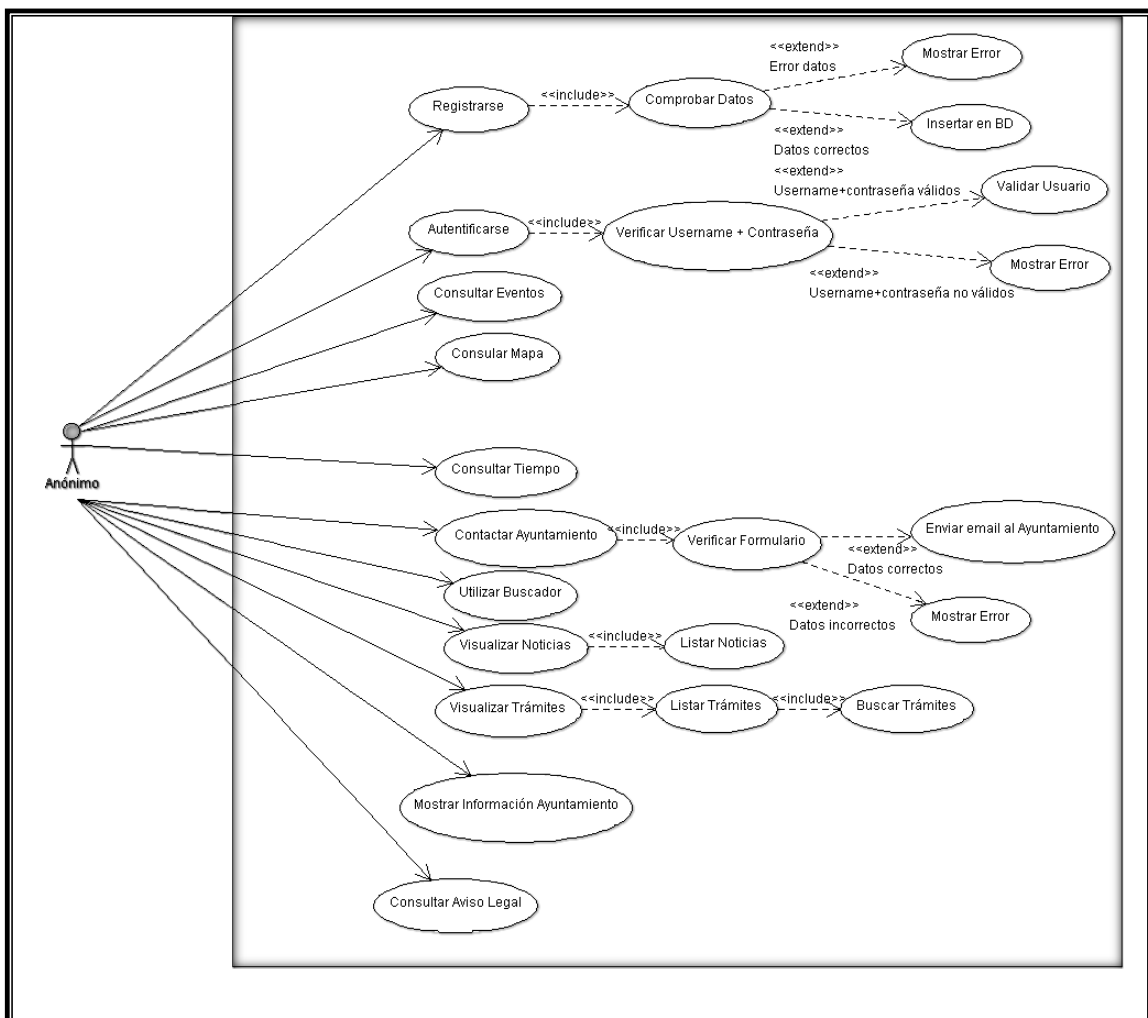 <<extend>>
Error datos
Mostrar Error
Registrarse
<<include>>
Comprobar Datos
Insertar en BD
<<extend>>
Datos correctos
<<extend>>
Username+contraseña válidos
Validar Usuario
Autentificarse
<<include>>
Verificar Username + Contraseña
Mostrar Error
<<extend>>
Username+contraseña no válidos
Consultar Eventos
Consular Mapa
Anónimo
Consultar Tiempo
Contactar Ayuntamiento
<<include>>
Verificar Formulario
Enviar email al Ayuntamiento
<<extend>>
Datos correctos
Utilizar Buscador
<<extend>>
Datos incorrectos
Mostrar Error
Visualizar Noticias
<<include>>
Listar Noticias
Visualizar Trámites
<<include>>
Listar Trámites
<<include>>
Buscar Trámites
Mostrar Información Ayuntamiento
Consultar Aviso Legal